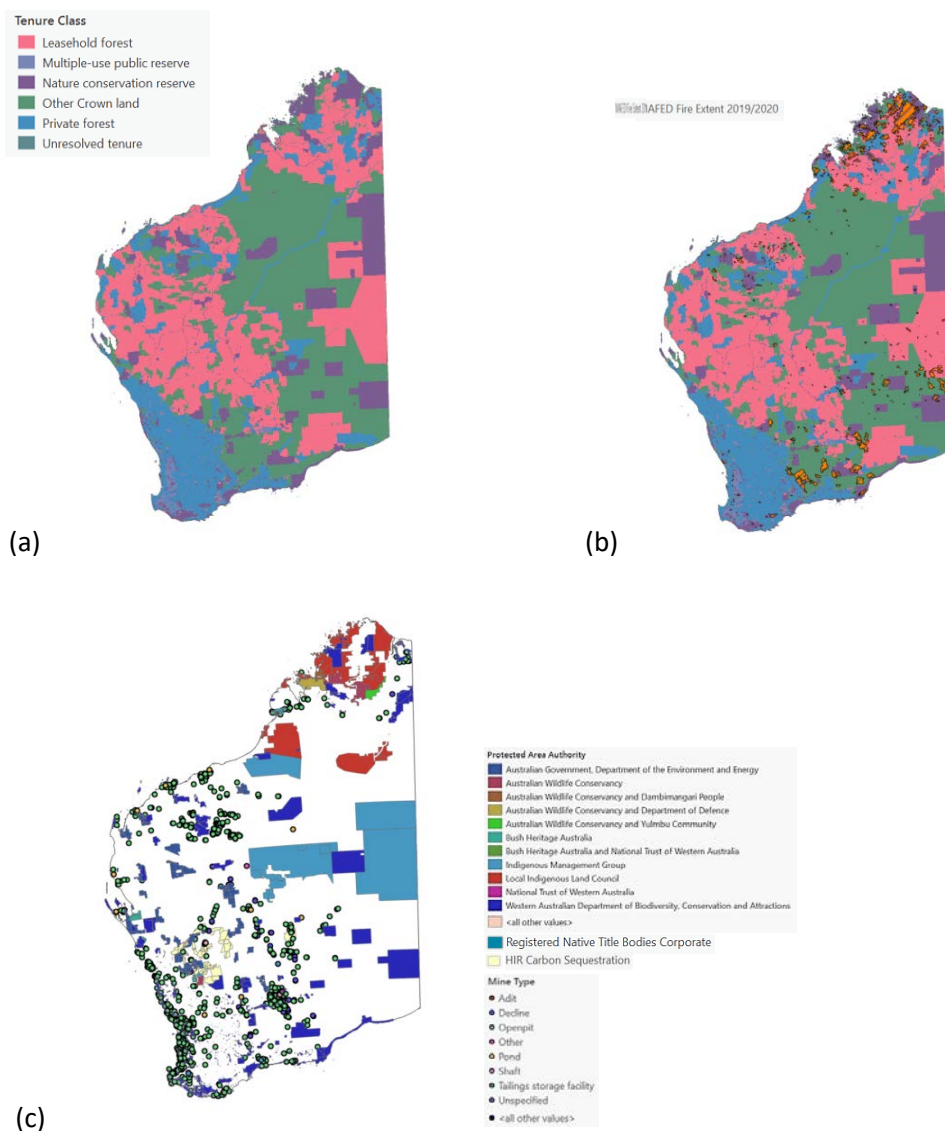 Tenure Class
Leasehold forest
Multiple-use public reserve
Nature conservation reserve
Other Crown land
Private forest
Unresolved tenure
AFED Fire Extent 2019/2020
(a)
(b)
Protected Area Authority
Australian Government, Department of the Environment and Energy
Australian Wildlife Conservancy
Australian Wildlife Conservancy and Dambimangari People
Australian Wildlife Conservancy and Department of Defence
Australian Wildlife Conservancy and Yulmbu Community
Bush Heritage Australia
Bush Heritage Australia and National Trust of Western Australia
Indigenous Management Group
Local Indigenous Land Council
National Trust of Western Australia
Western Australian Department of Biodiversity, Conservation and Attractions
<all other values>
Registered Native Title Bodies Corporate
HIR Carbon Sequestration
Mine Type
Adit
Decline
Openpit
Other
Pond
Shaft
Tailings storage facility
Unspecified
<all other values>
(c)